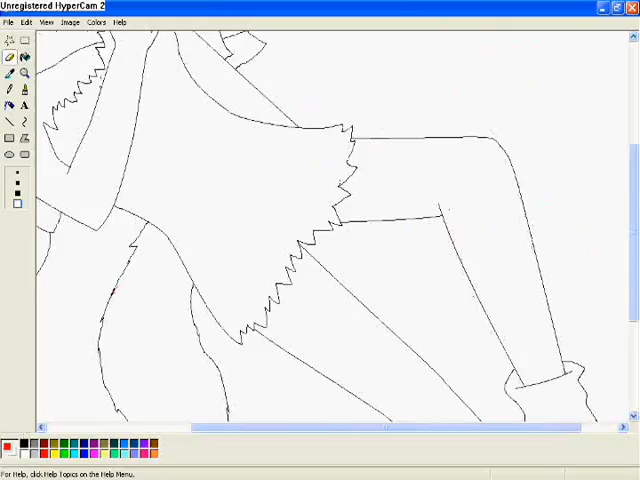 Unregistered HyperCam 2
File Edit View Image Colors Help
A
For Help, click Help Topics on the Help Menu.